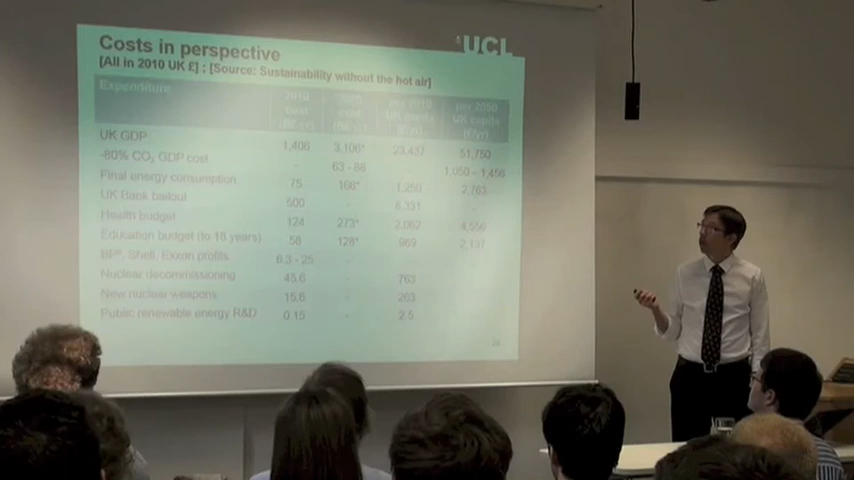 UCL
Costs in perspective
[All in 2010 UK £] ; [Source: Sustainability without the hot air]
Expenditure 2010 cost 2050 cost per 2010 UK capita (£/yr) per 2050 UK capita (£/yr)
UK GDP 1,406 3,106* 23,437 51,750
-80% CO2 GDP cost - 63 - 88 - 1,050 - 1,456
Final energy consumption 75 166* 1,250 2,763
UK Bank bailout 500 - 8,331 -
Health budget 124 273* 2,062 4,556
Education budget (to 18 years) 58 128* 969 2,137
Shell, Exxon profits 6.3 - 25 -
Nuclear decommissioning 45.6 - 763
New nuclear weapons 15.6 - 263
Public renewable energy R&D 0.15 - 2.5